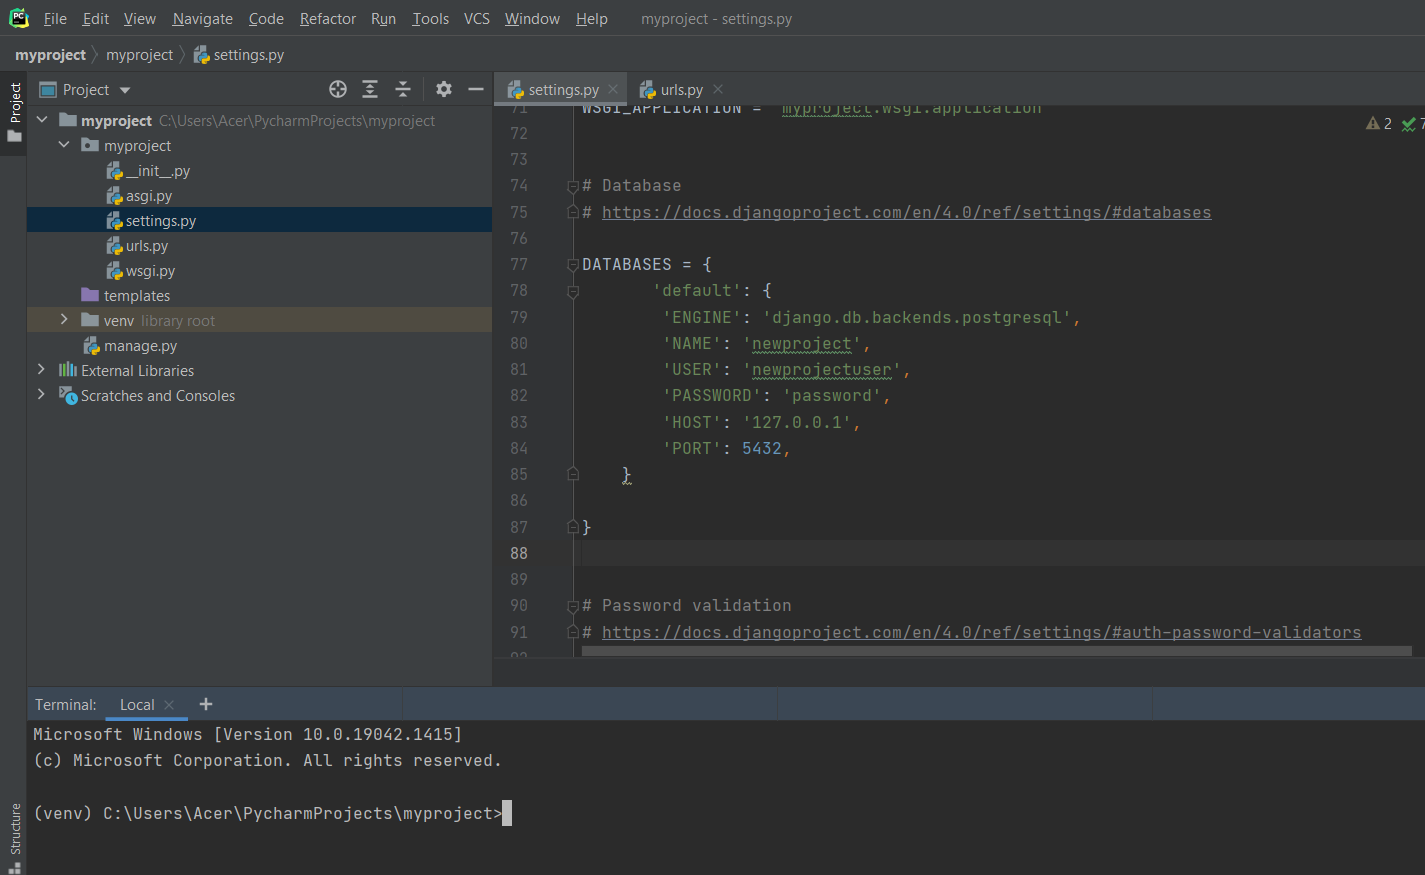 PC File Edit View Navigate Code Refactor Run Tools VCS Window Help myproject - settings.py
myproject myproject settings.py
Project
Project
myproject C:\Users\Acer\PycharmProjects\myproject
myproject
__init__.py
asgi.py
settings.py
urls.py
wsgi.py
templates
venv library root
manage.py
External Libraries
Scratches and Consoles
settings.py urls.py
2 7
71 WSGI_APPLICATION = 'myproject.wsgi.application'
72
73
74 # Database
75 # https://docs.djangoproject.com/en/4.0/ref/settings/#databases
76
77 DATABASES = {
78 'default': {
79 'ENGINE': 'django.db.backends.postgresql',
80 'NAME': 'newproject',
81 'USER': 'newprojectuser',
82 'PASSWORD': 'password',
83 'HOST': '127.0.0.1',
84 'PORT': 5432,
85 }
86
87 }
88
89
90 # Password validation
91 # https://docs.djangoproject.com/en/4.0/ref/settings/#auth-password-validators
92
Terminal: Local +
Microsoft Windows [Version 10.0.19042.1415]
(c) Microsoft Corporation. All rights reserved.
(venv) C:\Users\Acer\PycharmProjects\myproject>
Structure